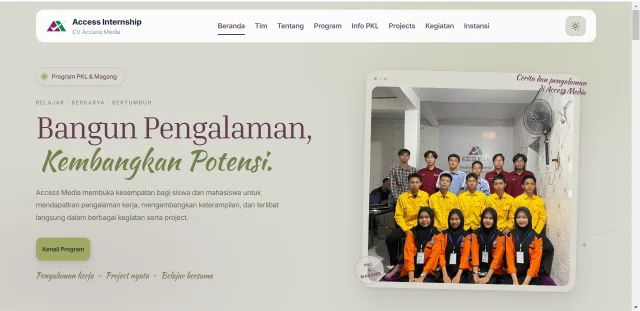 Access Internship
CV Access Media
Beranda Tim Tentang Program Info PKL Projects Kegiatan Instansi
Program PKL & Magang
BELAJAR · BERKARYA · BERTUMBUH
Bangun Pengalaman,
Kembangkan Potensi.
Access Media membuka kesempatan bagi siswa dan mahasiswa untuk
mendapatkan pengalaman kerja, mengembangkan keterampilan, dan terlibat
langsung dalam berbagai kegiatan serta project.
Kenali Program
Pengalaman kerja • Project nyata • Belajar bersama
Cerita dan pengalaman
di Access Media